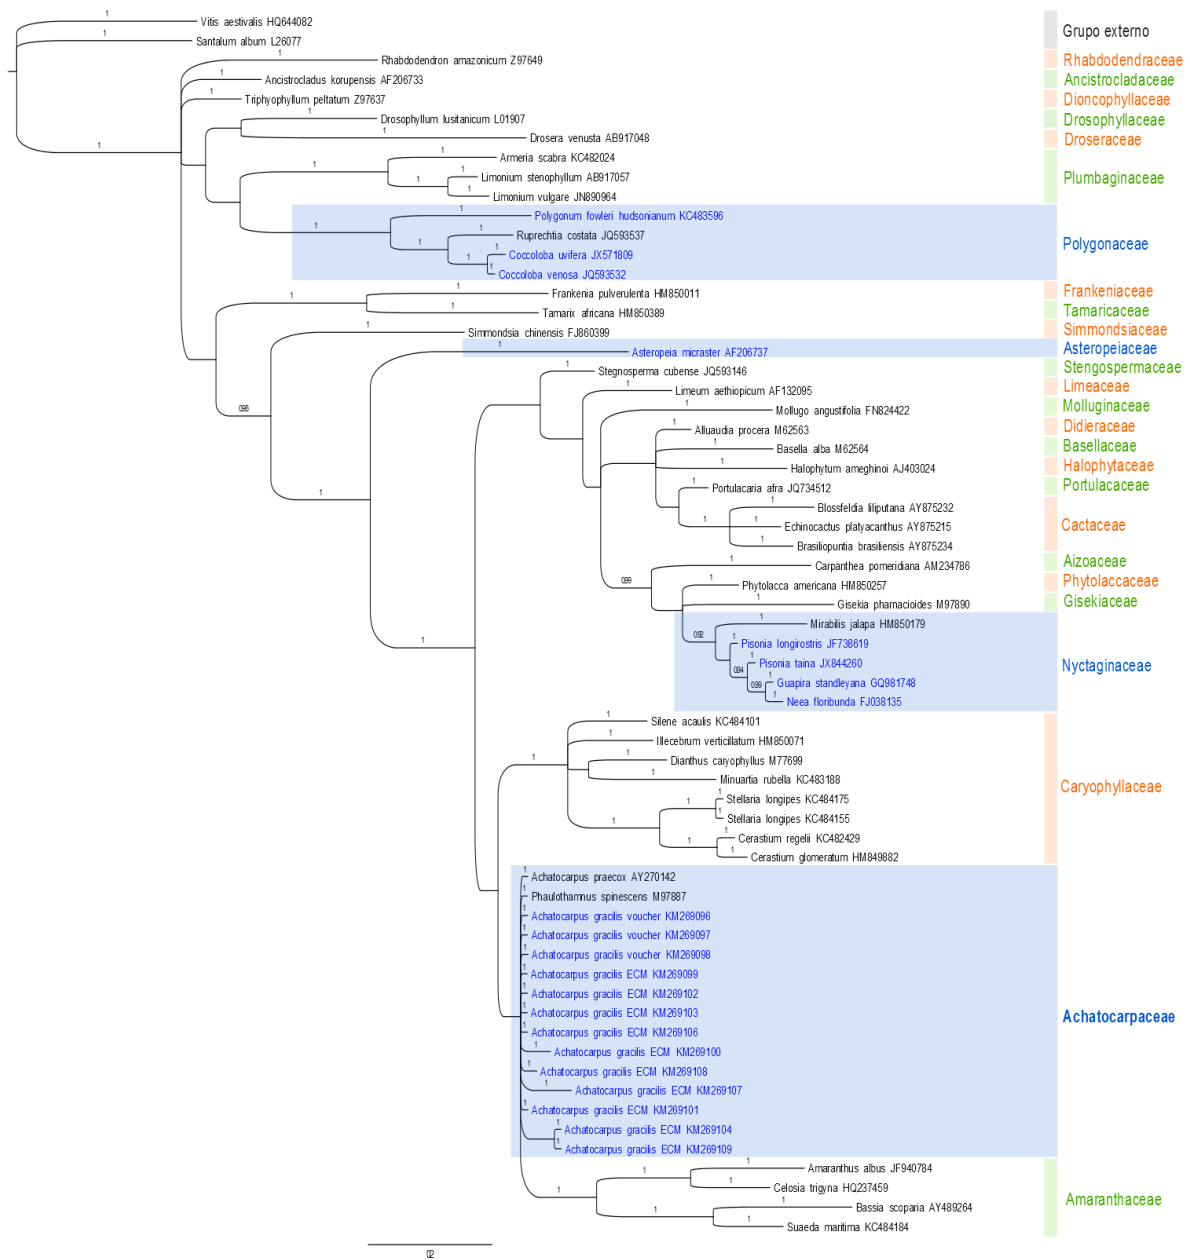 Vitis aestivalis HQ644082
Santalum album L26077
Grupo externo
Rhabdodendron amazonicum Z97649
Rhabdodendraceae
Ancistrocladus korupensis AF206733
Ancistrocladaceae
Triphyophyllum peltatum Z97637
Dioncophyllaceae
Drosophyllum lusitanicum L01907
Drosophyllaceae
Drosera venusta AB917048
Droseraceae
Armeria scabra KC482024
Limonium stenophyllum AB917057
Plumbaginaceae
Limonium vulgare JN890964
Polygonum fowleri hudsonianum KC483596
Ruprechtia costata JQ593537
Polygonaceae
Coccoloba uvifera JX571809
Coccoloba venosa JQ593532
Frankenia pulverulenta HM850011
Frankeniaceae
Tamarix africana HM850389
Tamaricaceae
Simmondsia chinensis FJ860399
Simmondsiaceae
Asteropeia micraster AF206737
Asteropeiaceae
Stegnosperma cubense JQ593146
Stengospermaceae
Limeum aethiopicum AF132095
Limeaceae
Mollugo angustifolia FN824422
Molluginaceae
Alluaudia procera M62563
Didieraceae
Basella alba M62564
Basellaceae
Halophytum ameghinoi AJ403024
Halophytaceae
Portulacaria afra JQ734512
Portulacaceae
Blossfeldia liliputana AY875232
Echinocactus platyacanthus AY875215
Cactaceae
Brasiliopuntia brasiliensis AY875234
Carpanthea pomeridiana AM234786
Aizoaceae
Phytolacca americana HM850257
Phytolaccaceae
Gisekia pharnacioides M97890
Gisekiaceae
Mirabilis jalapa HM850179
Pisonia longirostris JF738619
Pisonia taina JX844260
Nyctaginaceae
Guapira standleyana GQ981748
Neea floribunda FJ038135
Silene acaulis KC484101
Illecebrum verticillatum HM850071
Dianthus caryophyllus M77699
Minuartia rubella KC483188
Caryophyllaceae
Stellaria longipes KC484175
Stellaria longipes KC484155
Cerastium regelii KC482429
Cerastium glomeratum HM849882
Achatocarpus praecox AY270142
Phaulothamnus spinescens M97887
Achatocarpus gracilis voucher KM269096
Achatocarpus gracilis voucher KM269097
Achatocarpus gracilis voucher KM269098
Achatocarpus gracilis ECM KM269099
Achatocarpus gracilis ECM KM269102
Achatocarpus gracilis ECM KM269103
Achatocarpaceae
Achatocarpus gracilis ECM KM269106
Achatocarpus gracilis ECM KM269100
Achatocarpus gracilis ECM KM269108
Achatocarpus gracilis ECM KM269107
Achatocarpus gracilis ECM KM269101
Achatocarpus gracilis ECM KM269104
Achatocarpus gracilis ECM KM269109
Amaranthus albus JF940784
Celosia trigyna HQ237459
Amaranthaceae
Bassia scoparia AY489264
Suaeda maritima KC484184